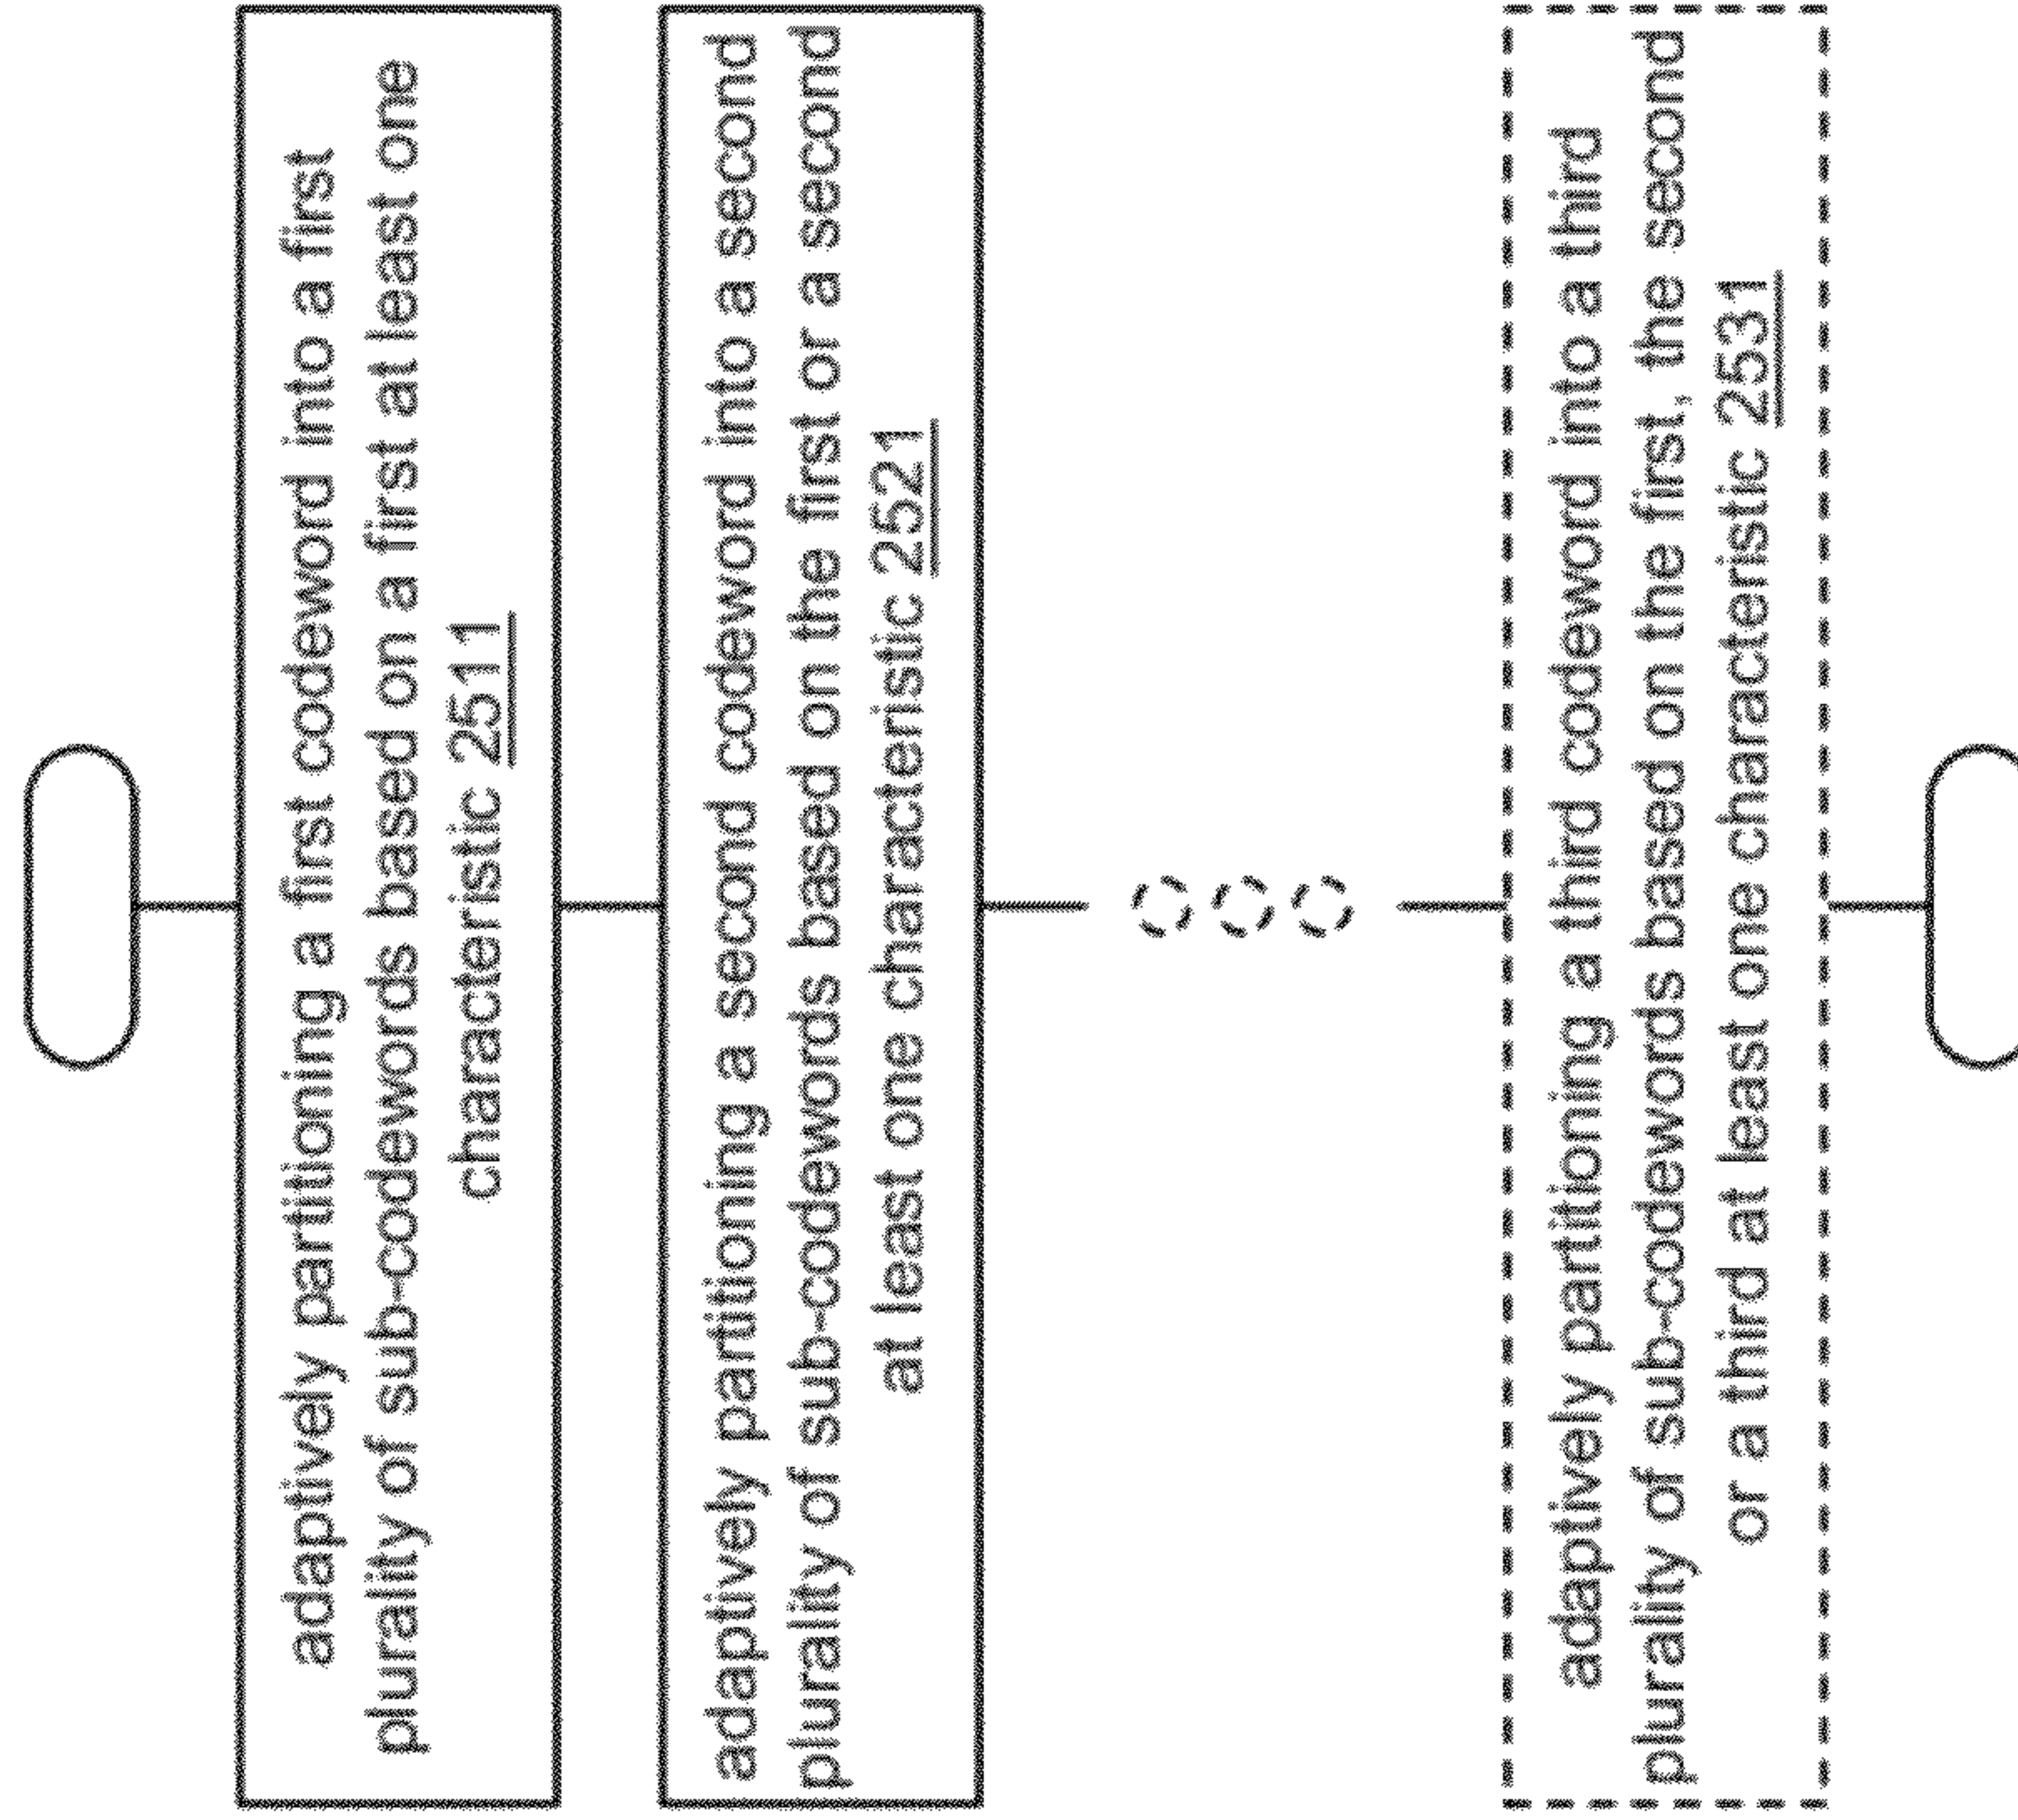 adaptively partitioning a first codeword into a first
plurality of sub-codewords based on a first at least one
characteristic 2511
adaptively partitioning a second codeword into a second
plurality of sub-codewords based on the first or a second
at least one characteristic 2521
adaptively partitioning a third codeword into a third
plurality of sub-codewords based on the first, the second
or a third at least one characteristic 2531